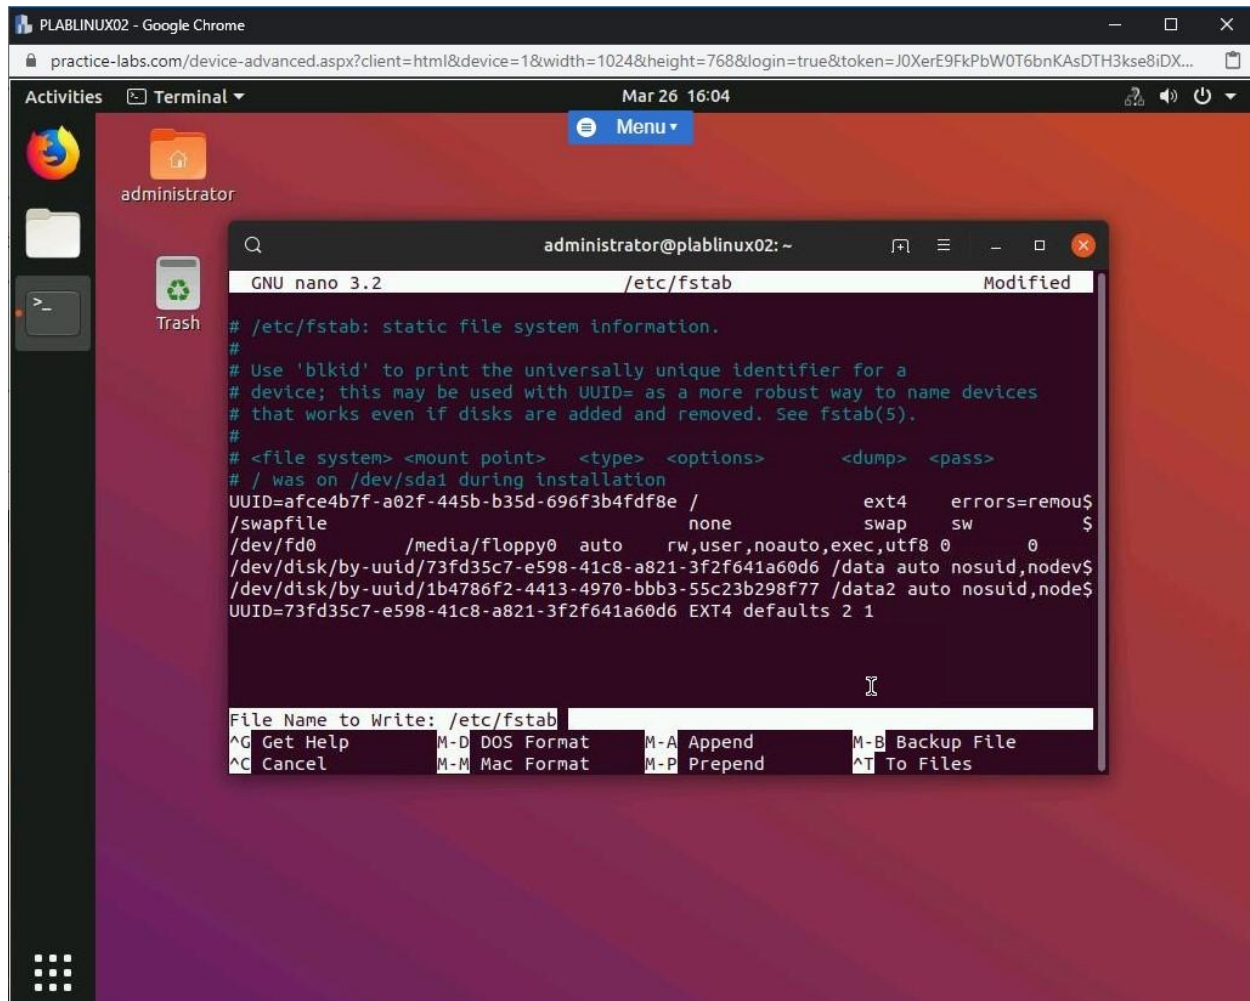 PLABLINUX02 - Google Chrome
practice-labs.com/device-advanced.aspx?client=html&device=1&width=1024&height=768&login=true&token=J0XerE9FkPbW0T6bnKAsDTH3kse8iDX...
Activities Terminal Mar 26 16:04
Menu
administrator
Trash
administrator@plablinux02: ~
GNU nano 3.2 /etc/fstab Modified
# /etc/fstab: static file system information.
#
# Use 'blkid' to print the universally unique identifier for a
# device; this may be used with UUID= as a more robust way to name devices
# that works even if disks are added and removed. See fstab(5).
#
# <file system> <mount point>   <type>  <options>       <dump>  <pass>
# / was on /dev/sda1 during installation
UUID=afce4b7f-a02f-445b-b35d-696f3b4fdf8e /               ext4    errors=remou$
/swapfile                                 none            swap    sw          $
/dev/fd0        /media/floppy0  auto    rw,user,noauto,exec,utf8 0       0
/dev/disk/by-uuid/73fd35c7-e598-41c8-a821-3f2f641a60d6 /data auto nosuid,nodev$
/dev/disk/by-uuid/1b4786f2-4413-4970-bbb3-55c23b298f77 /data2 auto nosuid,node$
UUID=73fd35c7-e598-41c8-a821-3f2f641a60d6 EXT4 defaults 2 1
File Name to Write: /etc/fstab
^G Get Help M-D DOS Format M-A Append M-B Backup File
^C Cancel M-M Mac Format M-P Prepend ^T To Files